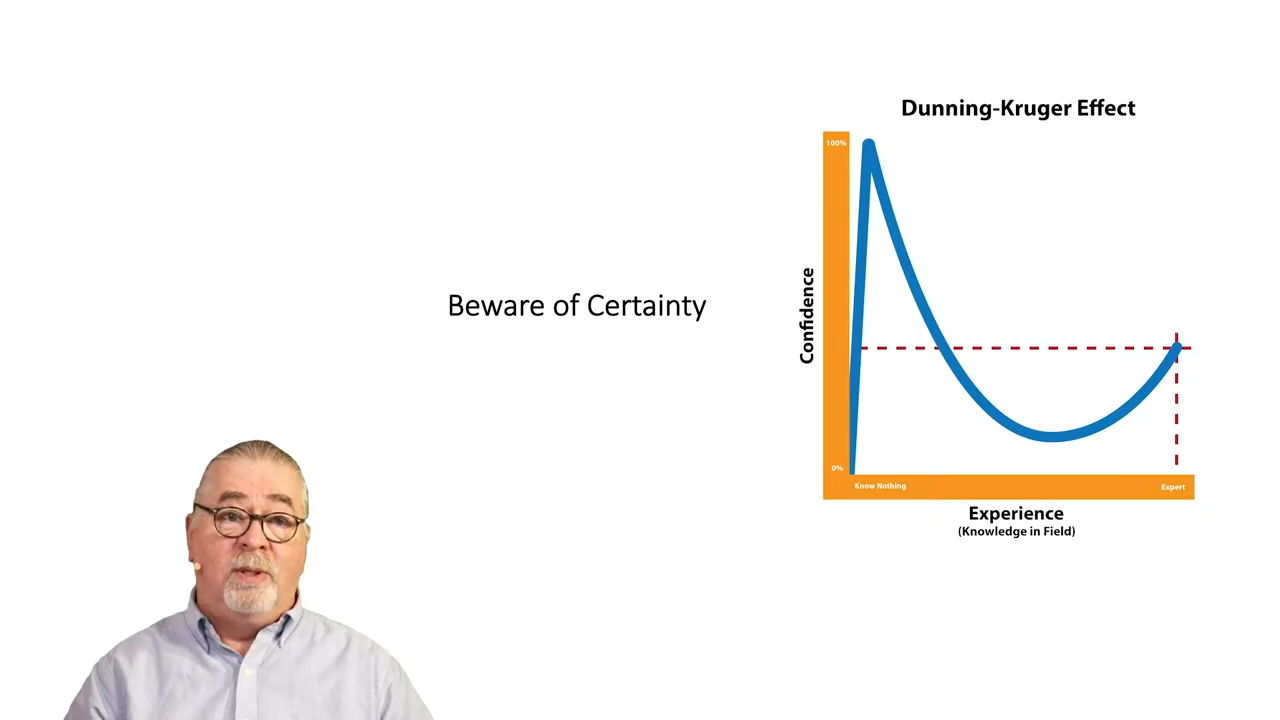 Beware of Certainty
Dunning-Kruger Effect
100%
Confidence
0%
Know Nothing
Expert
Experience
(Knowledge in Field)